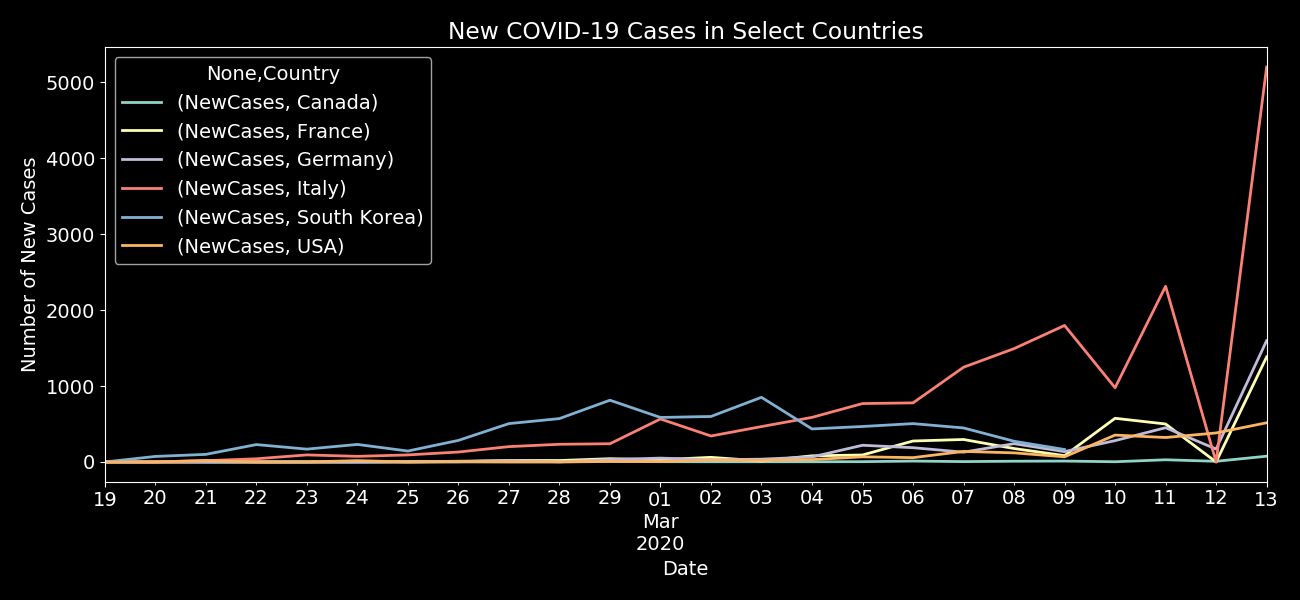 New COVID-19 Cases in Select Countries
None,Country
(NewCases, Canada)
(NewCases, France)
(NewCases, Germany)
(NewCases, Italy)
(NewCases, South Korea)
(NewCases, USA)
Number of New Cases
5000
4000
3000
2000
1000
0
19 20 21 22 23 24 25 26 27 28 29 01 02 03 04 05 06 07 08 09 10 11 12 13
Mar
2020
Date